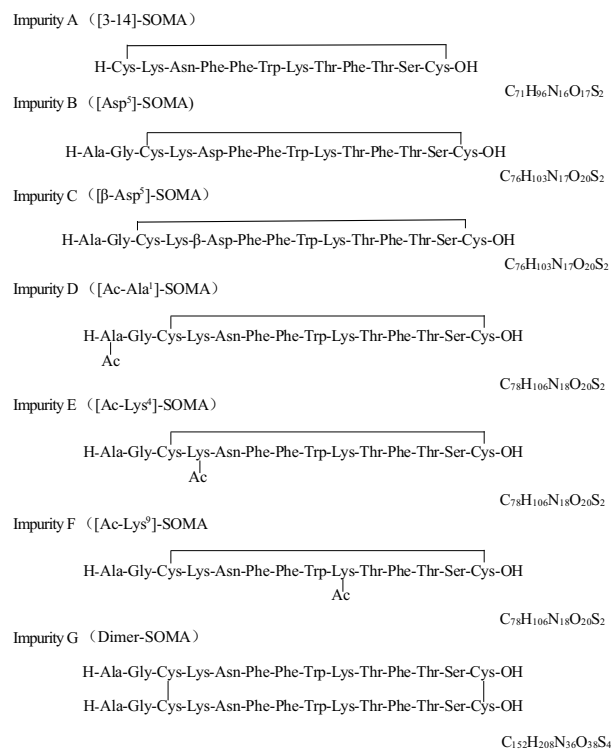 Impurity A （[3-14]-SOMA）
H-Cys-Lys-Asn-Phe-Phe-Trp-Lys-Thr-Phe-Thr-Ser-Cys-OH
C₇₁H₉₆N₁₆O₁₇S₂
Impurity B （[Asp⁵]-SOMA)
H-Ala-Gly-Cys-Lys-Asp-Phe-Phe-Trp-Lys-Thr-Phe-Thr-Ser-Cys-OH
C₇₆H₁₀₃N₁₇O₂₀S₂
Impurity C （[β-Asp⁵]-SOMA）
H-Ala-Gly-Cys-Lys-β-Asp-Phe-Phe-Trp-Lys-Thr-Phe-Thr-Ser-Cys-OH
C₇₆H₁₀₃N₁₇O₂₀S₂
Impurity D （[Ac-Ala¹]-SOMA）
H-Ala-Gly-Cys-Lys-Asn-Phe-Phe-Trp-Lys-Thr-Phe-Thr-Ser-Cys-OH
Ac
C₇₈H₁₀₆N₁₈O₂₀S₂
Impurity E （[Ac-Lys⁴]-SOMA）
H-Ala-Gly-Cys-Lys-Asn-Phe-Phe-Trp-Lys-Thr-Phe-Thr-Ser-Cys-OH
Ac
C₇₈H₁₀₆N₁₈O₂₀S₂
Impurity F （[Ac-Lys⁹]-SOMA
H-Ala-Gly-Cys-Lys-Asn-Phe-Phe-Trp-Lys-Thr-Phe-Thr-Ser-Cys-OH
Ac
C₇₈H₁₀₆N₁₈O₂₀S₂
Impurity G （Dimer-SOMA）
H-Ala-Gly-Cys-Lys-Asn-Phe-Phe-Trp-Lys-Thr-Phe-Thr-Ser-Cys-OH
H-Ala-Gly-Cys-Lys-Asn-Phe-Phe-Trp-Lys-Thr-Phe-Thr-Ser-Cys-OH
C₁₅₂H₂₀₈N₃₆O₃₈S₄